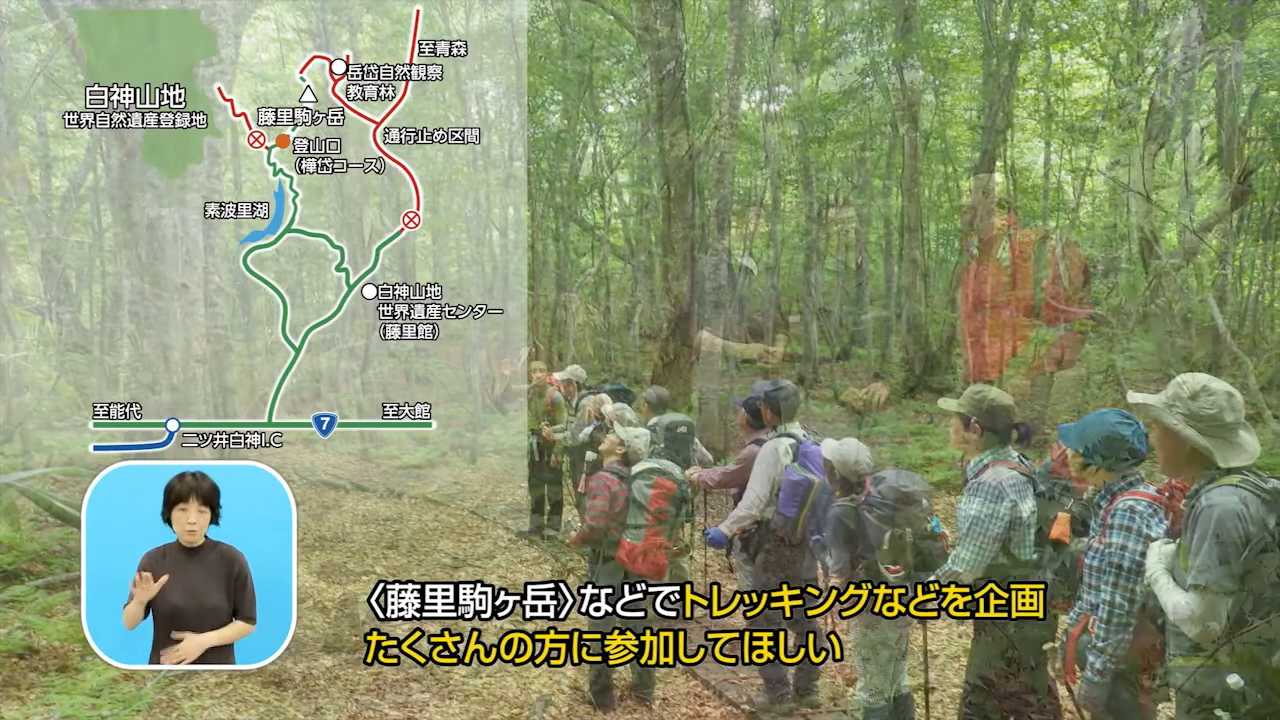 至青森
岳岱自然観察
教育林
白神山地
世界自然遺産登録地
藤里駒ヶ岳
通行止め区間
登山口
(樺岱コース)
素波里湖
白神山地
世界遺産センター
(藤里館)
至能代
至大館
7
二ツ井白神I.C
〈藤里駒ヶ岳〉などでトレッキングなどを企画
たくさんの方に参加してほしい